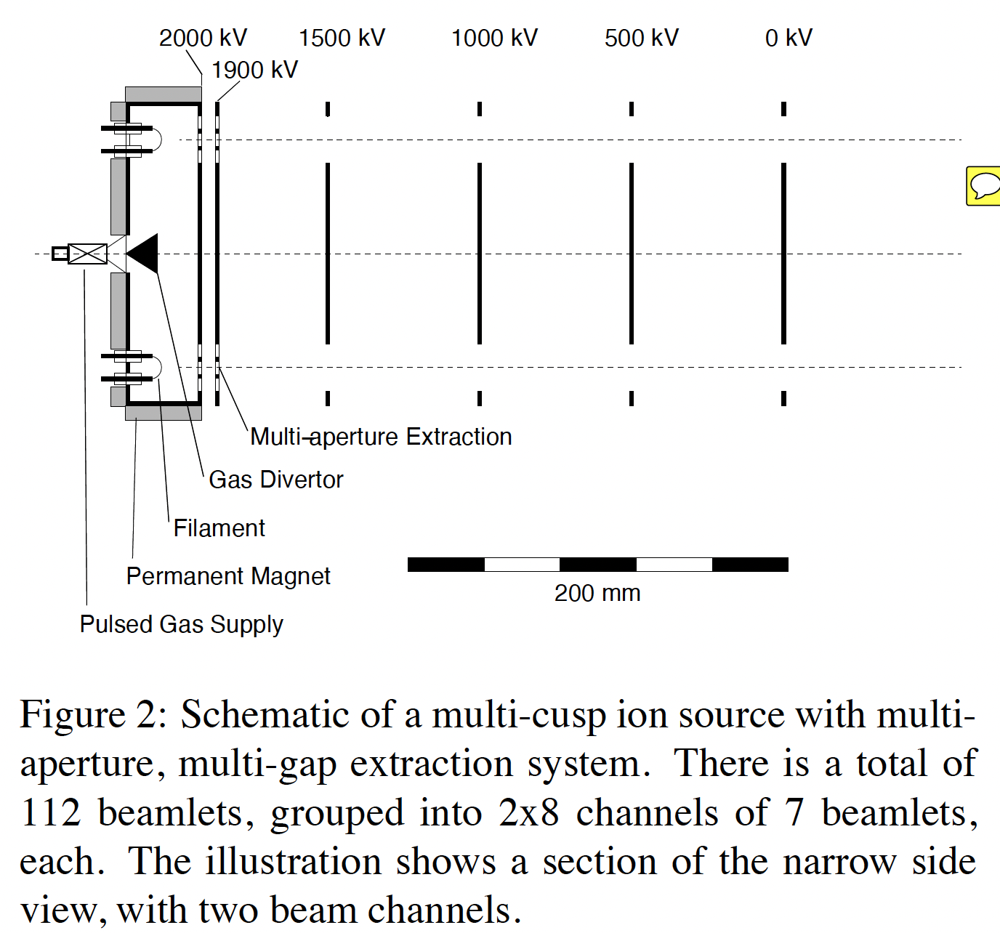 2000 kV 1500 kV 1000 kV 500 kV 0 kV
1900 kV
Multi-aperture Extraction
Gas Divertor
Filament
Permanent Magnet
200 mm
Pulsed Gas Supply
Figure 2: Schematic of a multi-cusp ion source with multi-
aperture, multi-gap extraction system. There is a total of
112 beamlets, grouped into 2x8 channels of 7 beamlets,
each. The illustration shows a section of the narrow side
view, with two beam channels.